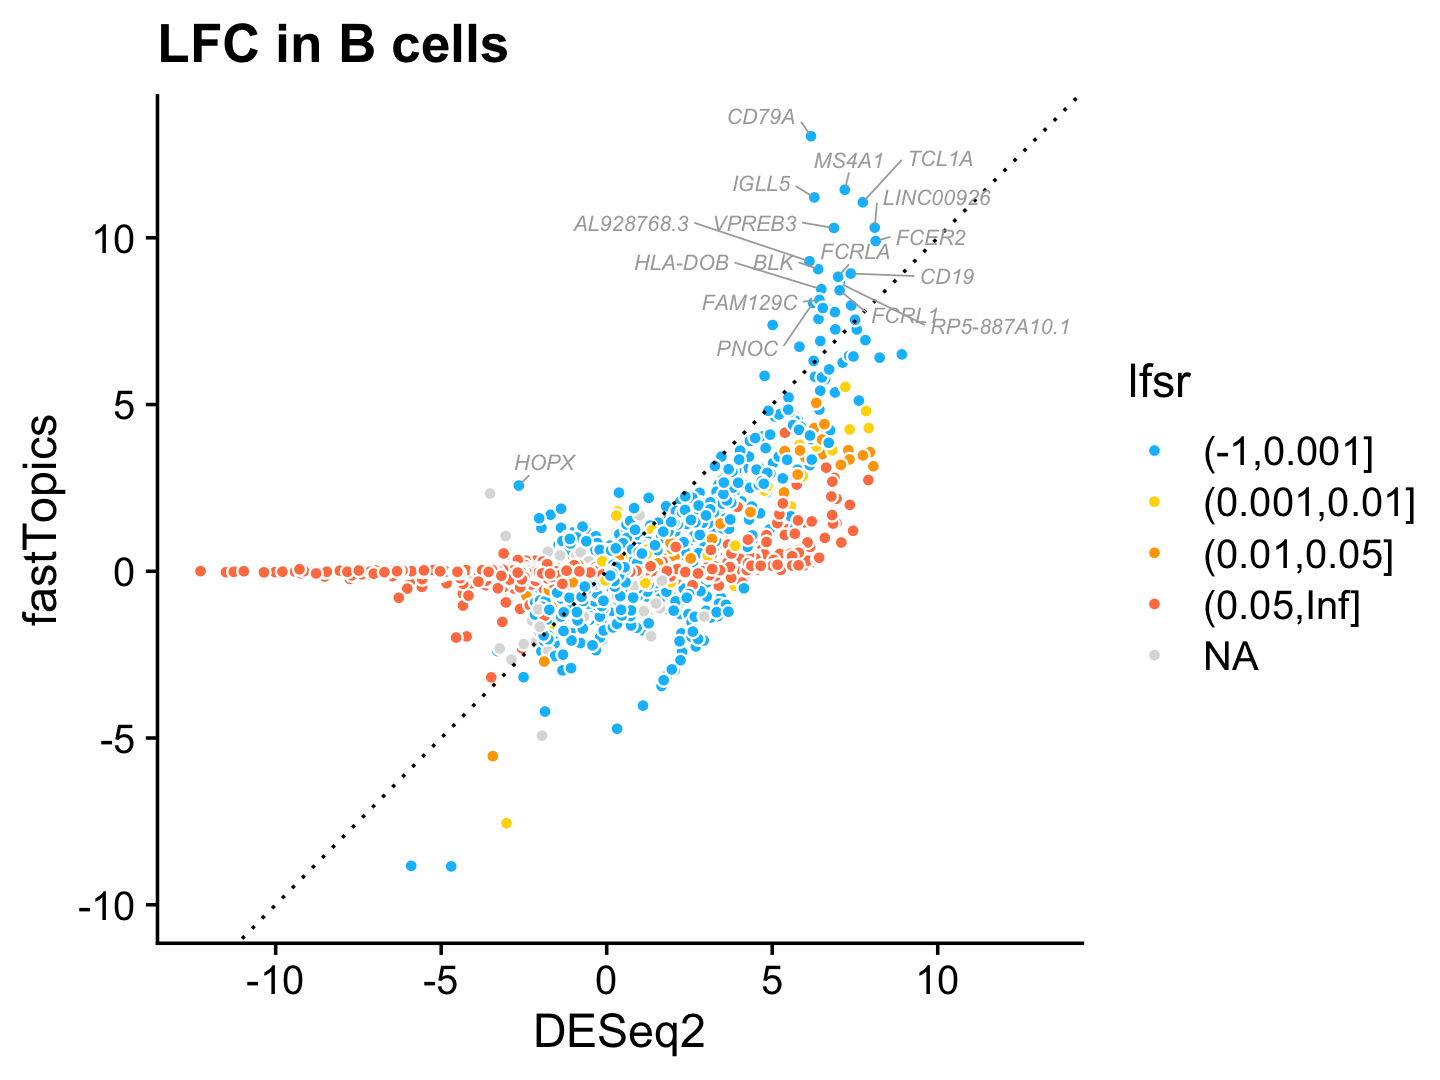 LFC in B cells
CD79A
MS4A1
TCL1A
IGLL5
LINC00926
AL928768.3
VPREB3
FCER2
FCRLA
HLA-DOB
BLK
CD19
FAM129C
FCRL1
RP5-887A10.1
PNOC
HOPX
10
5
0
-5
-10
fastTopics
-10
-5
0
5
10
DESeq2
lfsr
(-1,0.001]
(0.001,0.01]
(0.01,0.05]
(0.05,Inf]
NA